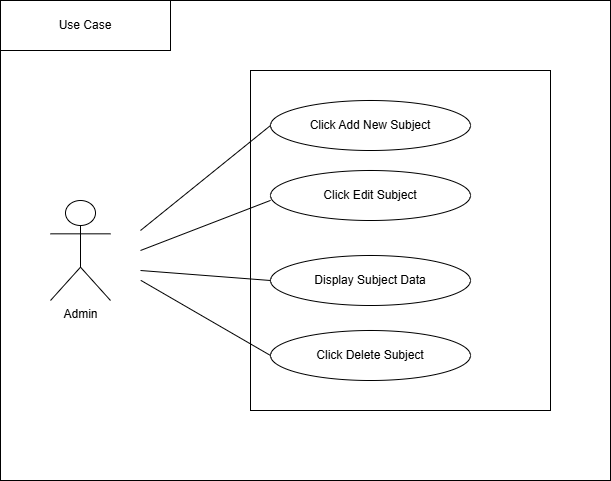 Use Case
Click Add New Subject
Click Edit Subject
Display Subject Data
Click Delete Subject
Admin